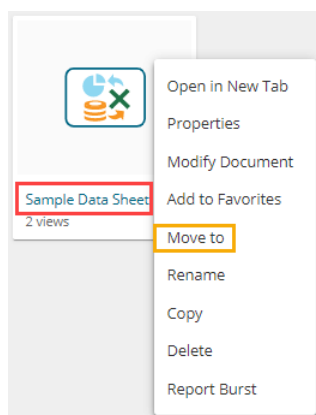 Sample Data Sheet
2 views
Open in New Tab
Properties
Modify Document
Add to Favorites
Move to
Rename
Copy
Delete
Report Burst